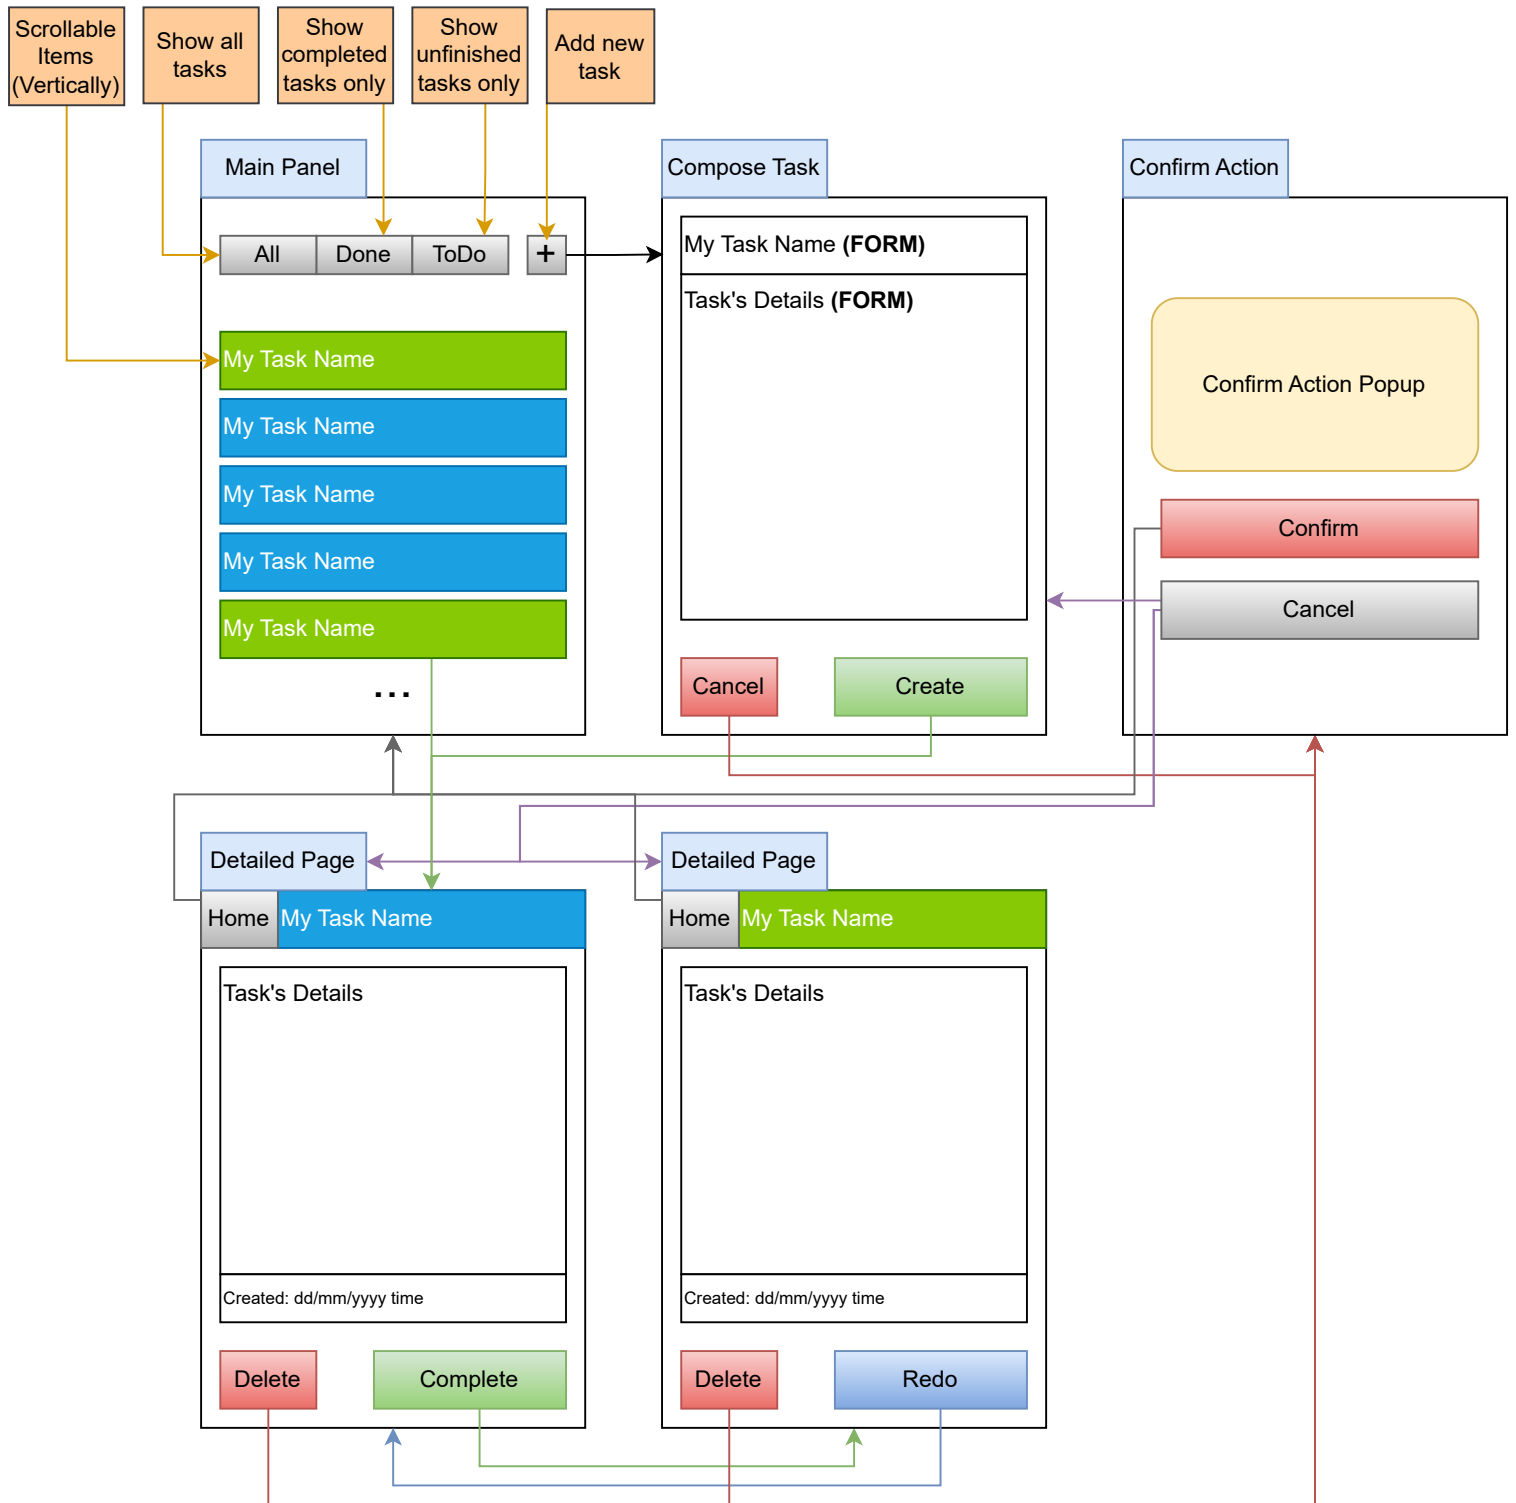 Scrollable
Items
(Vertically)
Show all
tasks
Show
completed
tasks only
Show
unfinished
tasks only
Add new
task
Main Panel
All
Done
ToDo
+
My Task Name
My Task Name
My Task Name
My Task Name
My Task Name
...
Compose Task
My Task Name (FORM)
Task's Details (FORM)
Cancel
Create
Confirm Action
Confirm Action Popup
Confirm
Cancel
Detailed Page
Home
My Task Name
Task's Details
Created: dd/mm/yyyy time
Delete
Complete
Detailed Page
Home
My Task Name
Task's Details
Created: dd/mm/yyyy time
Delete
Redo